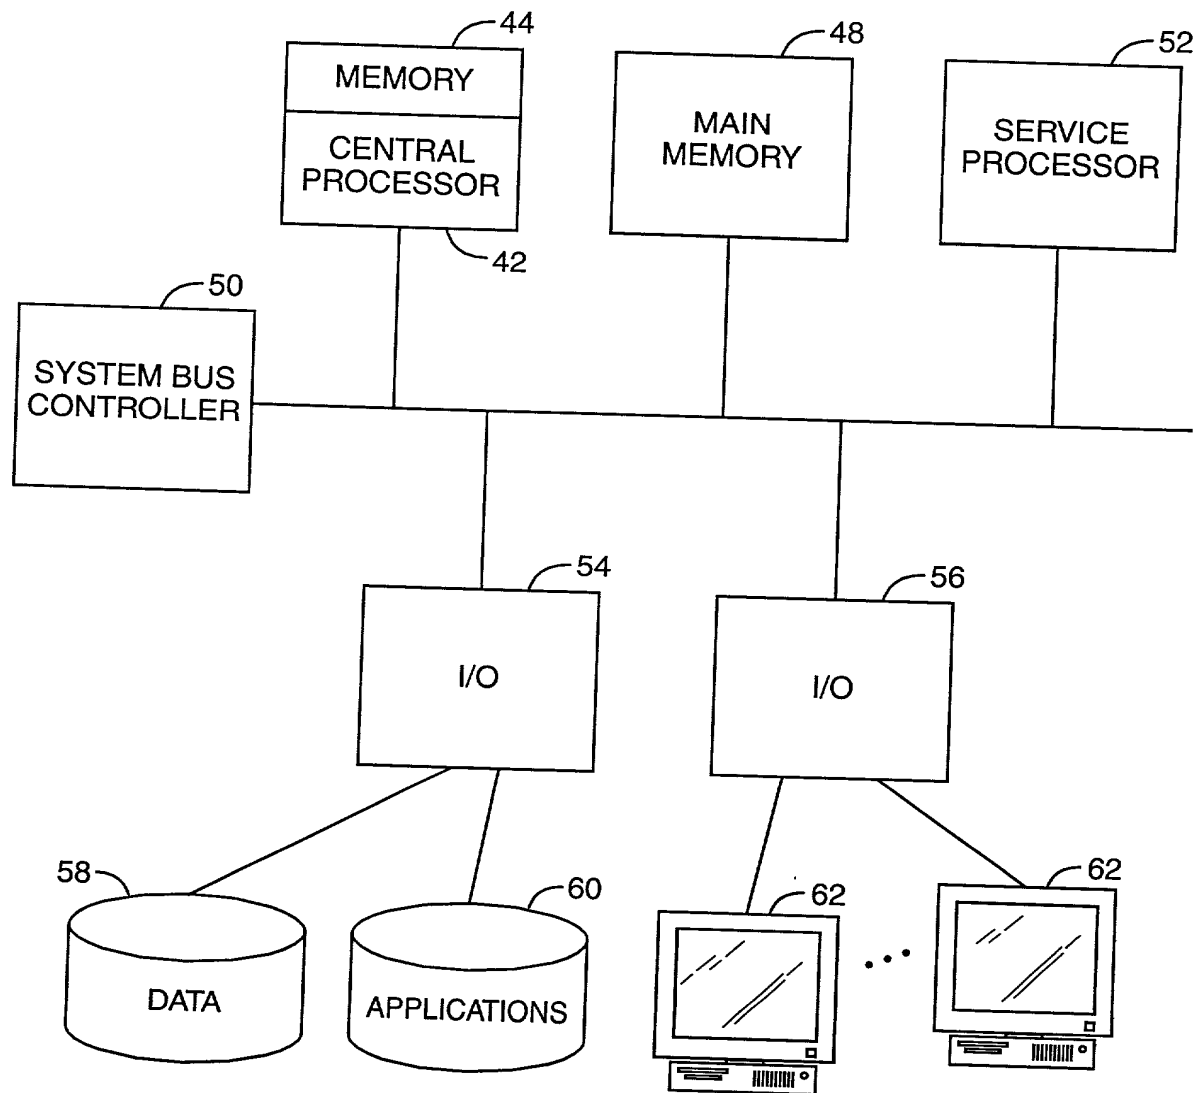 44
MEMORY
CENTRAL
PROCESSOR
42
48
MAIN
MEMORY
52
SERVICE
PROCESSOR
50
SYSTEM BUS
CONTROLLER
54
I/O
56
I/O
58
DATA
60
APPLICATIONS
62
62